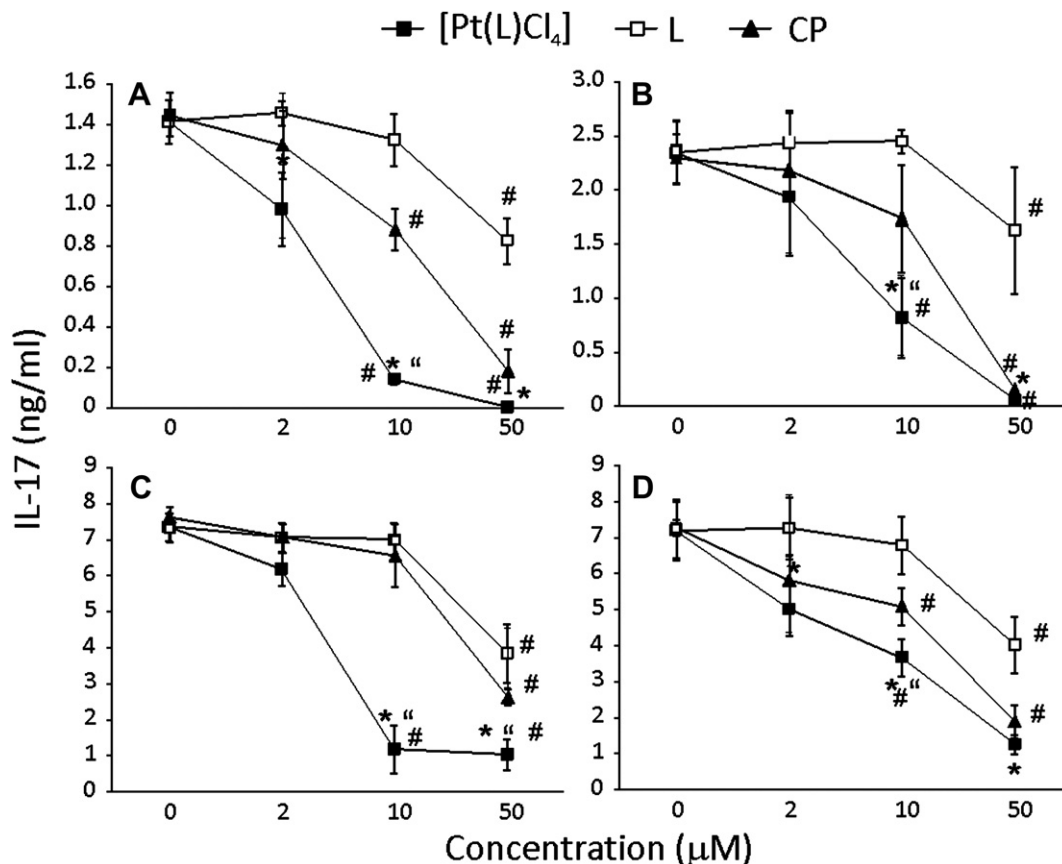 [Pt(L)Cl4] L CP
A
1.6
1.4
1.2
1.0
0.8
0.6
0.4
0.2
0
* # # # # * “ # # *
0 2 10 50
B
3.0
2.5
2.0
1.5
1.0
0.5
0
# * “ # # * #
0 2 10 50
IL-17 (ng/ml)
C
9
8
7
6
5
4
3
2
1
0
# # * “ # * “ #
0 2 10 50
D
9
8
7
6
5
4
3
2
1
0
* # # * # “ # *
0 2 10 50
Concentration (μM)